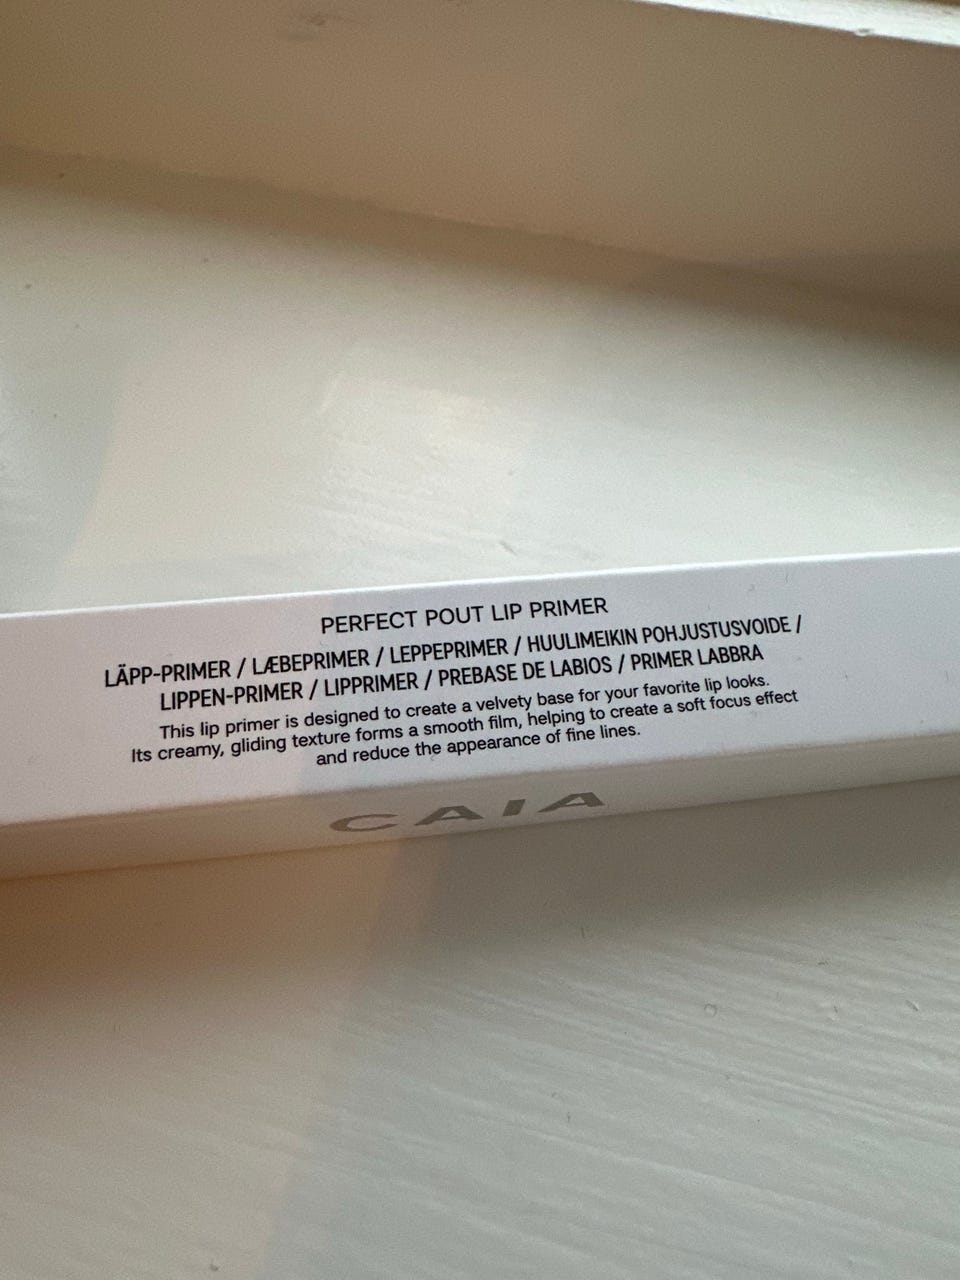 PERFECT POUT LIP PRIMER
LÄPP-PRIMER / LÆBEPRIMER / LEPPEPRIMER / HUULIMEIKIN POHJUSTUSVOIDE /
LIPPEN-PRIMER / LIPPRIMER / PREBASE DE LABIOS / PRIMER LABBRA
This lip primer is designed to create a velvety base for your favorite lip looks.
Its creamy, gliding texture forms a smooth film, helping to create a soft focus effect
and reduce the appearance of fine lines.
CAIA